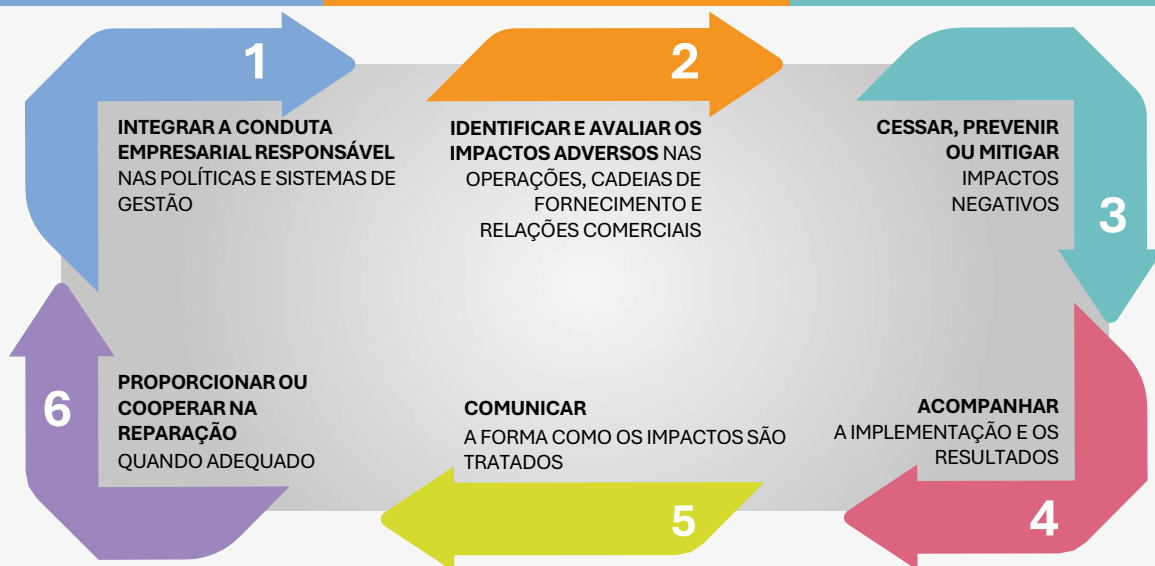 1
INTEGRAR A CONDUTA
EMPRESARIAL RESPONSÁVEL
NAS POLÍTICAS E SISTEMAS DE
GESTÃO
2
IDENTIFICAR E AVALIAR OS
IMPACTOS ADVERSOS NAS
OPERAÇÕES, CADEIAS DE
FORNECIMENTO E
RELAÇÕES COMERCIAIS
3
CESSAR, PREVENIR
OU MITIGAR
IMPACTOS
NEGATIVOS
4
ACOMPANHAR
A IMPLEMENTAÇÃO E OS
RESULTADOS
5
COMUNICAR
A FORMA COMO OS IMPACTOS SÃO
TRATADOS
6
PROPORCIONAR OU
COOPERAR NA
REPARAÇÃO
QUANDO ADEQUADO